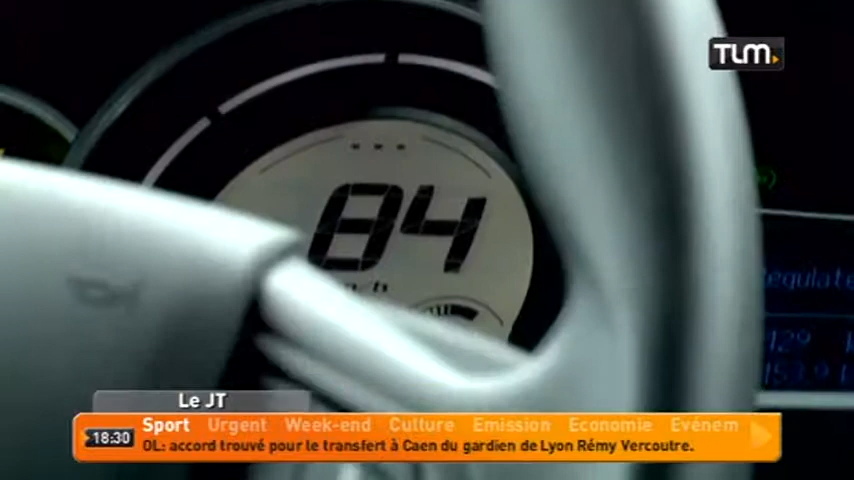 TLM
84
km/h
Le JT
18:30
Sport Urgent Week-end Culture Emission Economie Evénem
OL: accord trouvé pour le transfert à Caen du gardien de Lyon Rémy Vercoutre.